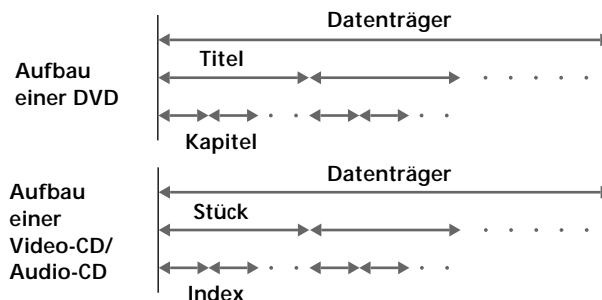 Datenträger
Titel
Aufbau
einer DVD
Kapitel
Datenträger
Aufbau
einer
Video-CD/
Audio-CD
Stück
Index